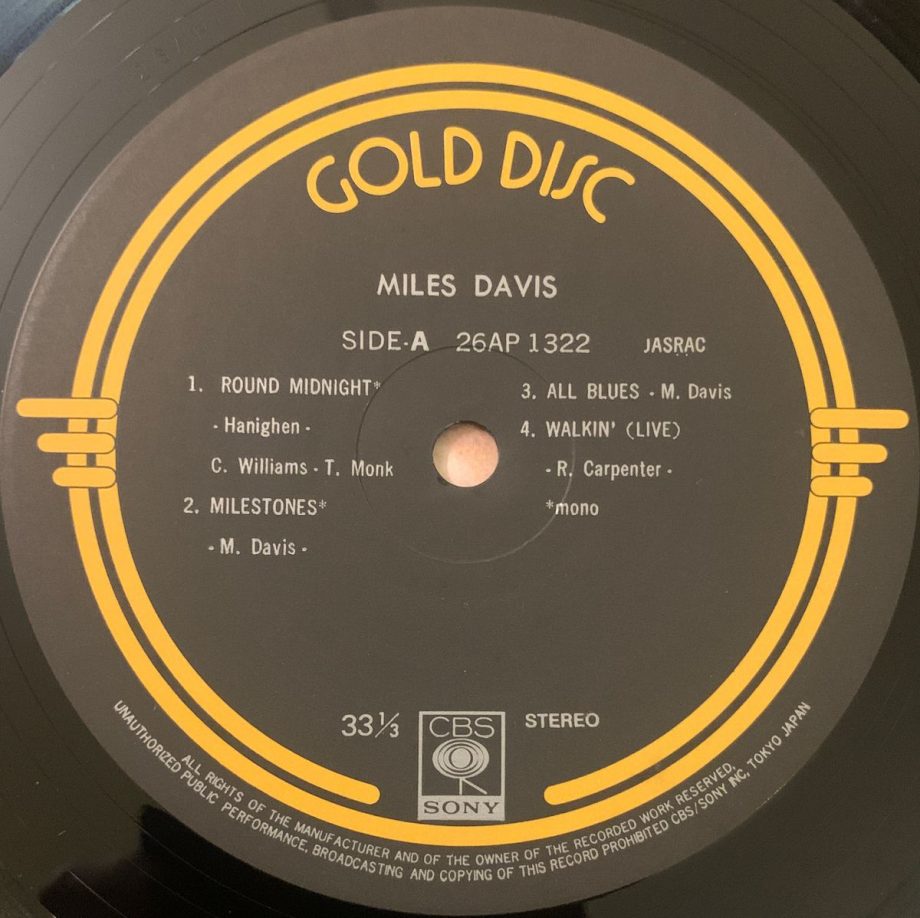 GOLD DISC
MILES DAVIS
SIDE·A 26AP 1322 JASRAC
1. ROUND MIDNIGHT*
· Hanighen ·
C. Williams · T. Monk
2. MILESTONES*
· M. Davis ·
3. ALL BLUES · M. Davis
4. WALKIN' (LIVE)
· R. Carpenter ·
*mono
33⅓
CBS
SONY
STEREO
ALL RIGHTS OF THE MANUFACTURER AND OF THE OWNER OF THE RECORDED WORK RESERVED.
UNAUTHORIZED PUBLIC PERFORMANCE, BROADCASTING AND COPYING OF THIS RECORD PROHIBITED CBS/SONY INC. TOKYO JAPAN